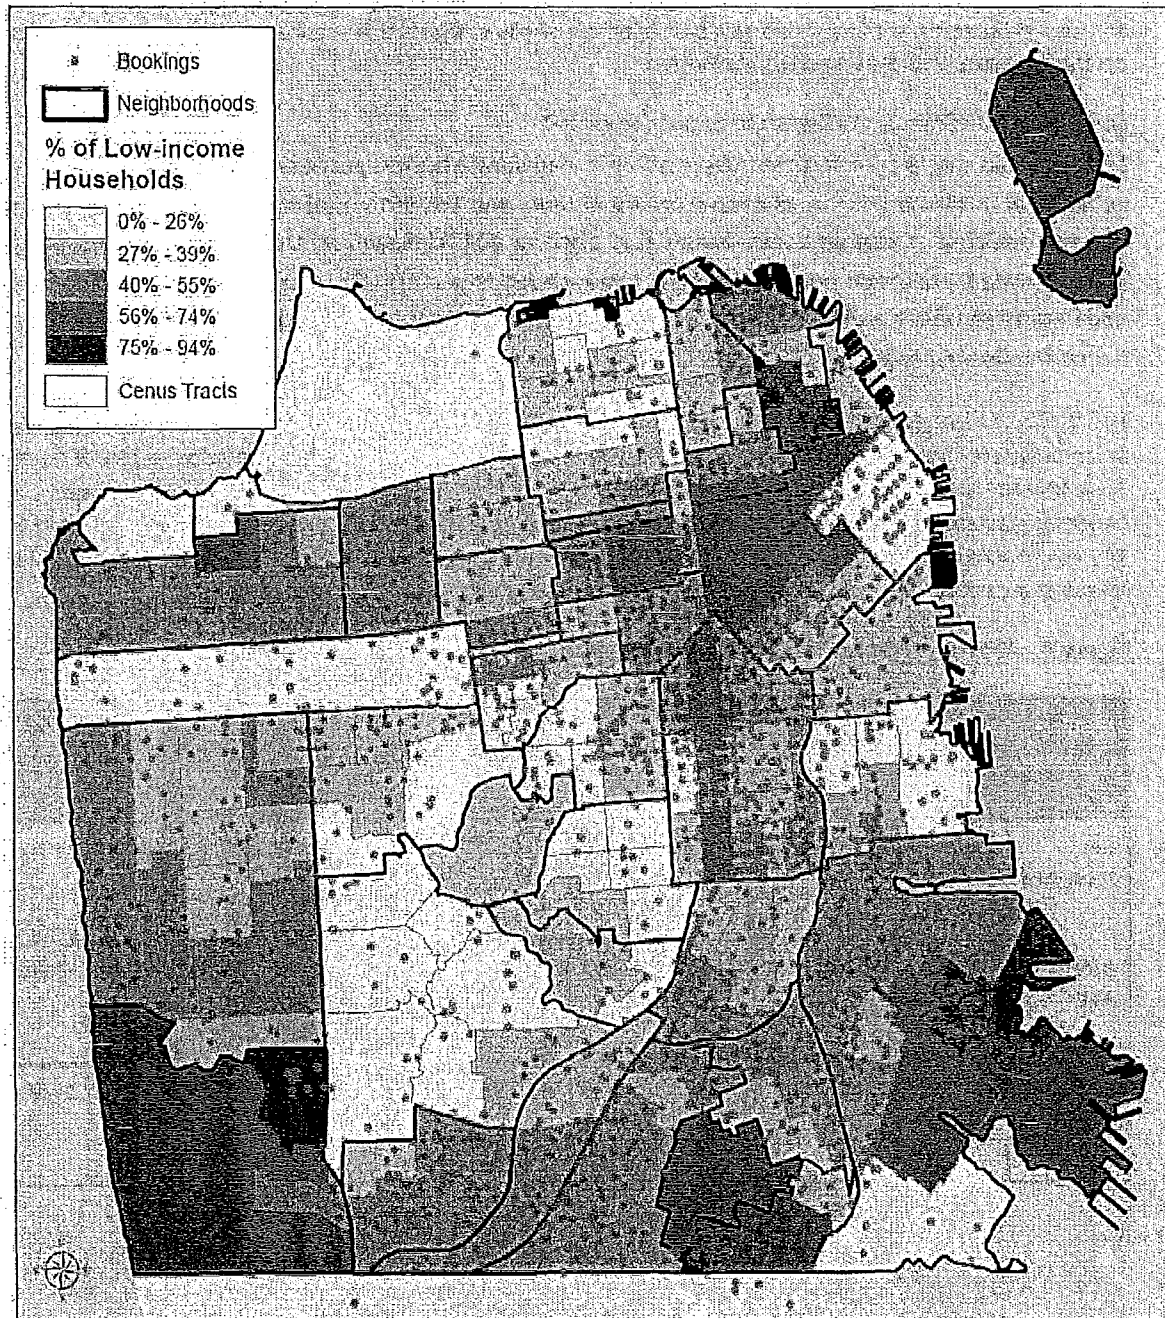 Bookings
Neighborhoods
% of Low-income
Households
0% - 26%
27% - 39%
40% - 55%
56% - 74%
75% - 94%
Cenus Tracts